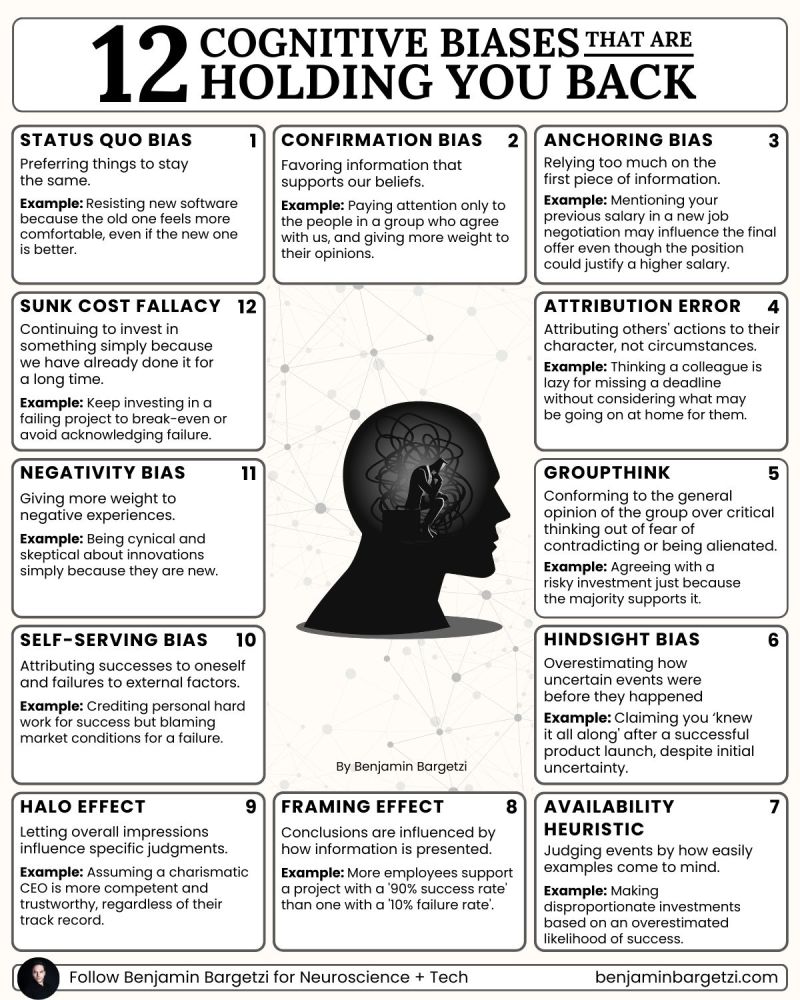 12 COGNITIVE BIASES THAT ARE
HOLDING YOU BACK
STATUS QUO BIAS 1
Preferring things to stay
the same.
Example: Resisting new software
because the old one feels more
comfortable, even if the new one
is better.
CONFIRMATION BIAS 2
Favoring information that
supports our beliefs.
Example: Paying attention only to
the people in a group who agree
with us, and giving more weight to
their opinions.
ANCHORING BIAS 3
Relying too much on the
first piece of information.
Example: Mentioning your
previous salary in a new job
negotiation may influence the final
offer even though the position
could justify a higher salary.
ATTRIBUTION ERROR 4
Attributing others' actions to their
character, not circumstances.
Example: Thinking a colleague is
lazy for missing a deadline
without considering what may
be going on at home for them.
GROUPTHINK 5
Conforming to the general
opinion of the group over critical
thinking out of fear of
contradicting or being alienated.
Example: Agreeing with a
risky investment just because
the majority supports it.
HINDSIGHT BIAS 6
Overestimating how
uncertain events were
before they happened
Example: Claiming you ‘knew
it all along' after a successful
product launch, despite initial
uncertainty.
AVAILABILITY 7
HEURISTIC
Judging events by how easily
examples come to mind.
Example: Making
disproportionate investments
based on an overestimated
likelihood of success.
FRAMING EFFECT 8
Conclusions are influenced by
how information is presented.
Example: More employees support
a project with a '90% success rate'
than one with a '10% failure rate'.
HALO EFFECT 9
Letting overall impressions
influence specific judgments.
Example: Assuming a charismatic
CEO is more competent and
trustworthy, regardless of their
track record.
SELF-SERVING BIAS 10
Attributing successes to oneself
and failures to external factors.
Example: Crediting personal hard
work for success but blaming
market conditions for a failure.
NEGATIVITY BIAS 11
Giving more weight to
negative experiences.
Example: Being cynical and
skeptical about innovations
simply because they are new.
SUNK COST FALLACY 12
Continuing to invest in
something simply because
we have already done it for
a long time.
Example: Keep investing in a
failing project to break-even or
avoid acknowledging failure.
By Benjamin Bargetzi
Follow Benjamin Bargetzi for Neuroscience + Tech
benjaminbargetzi.com